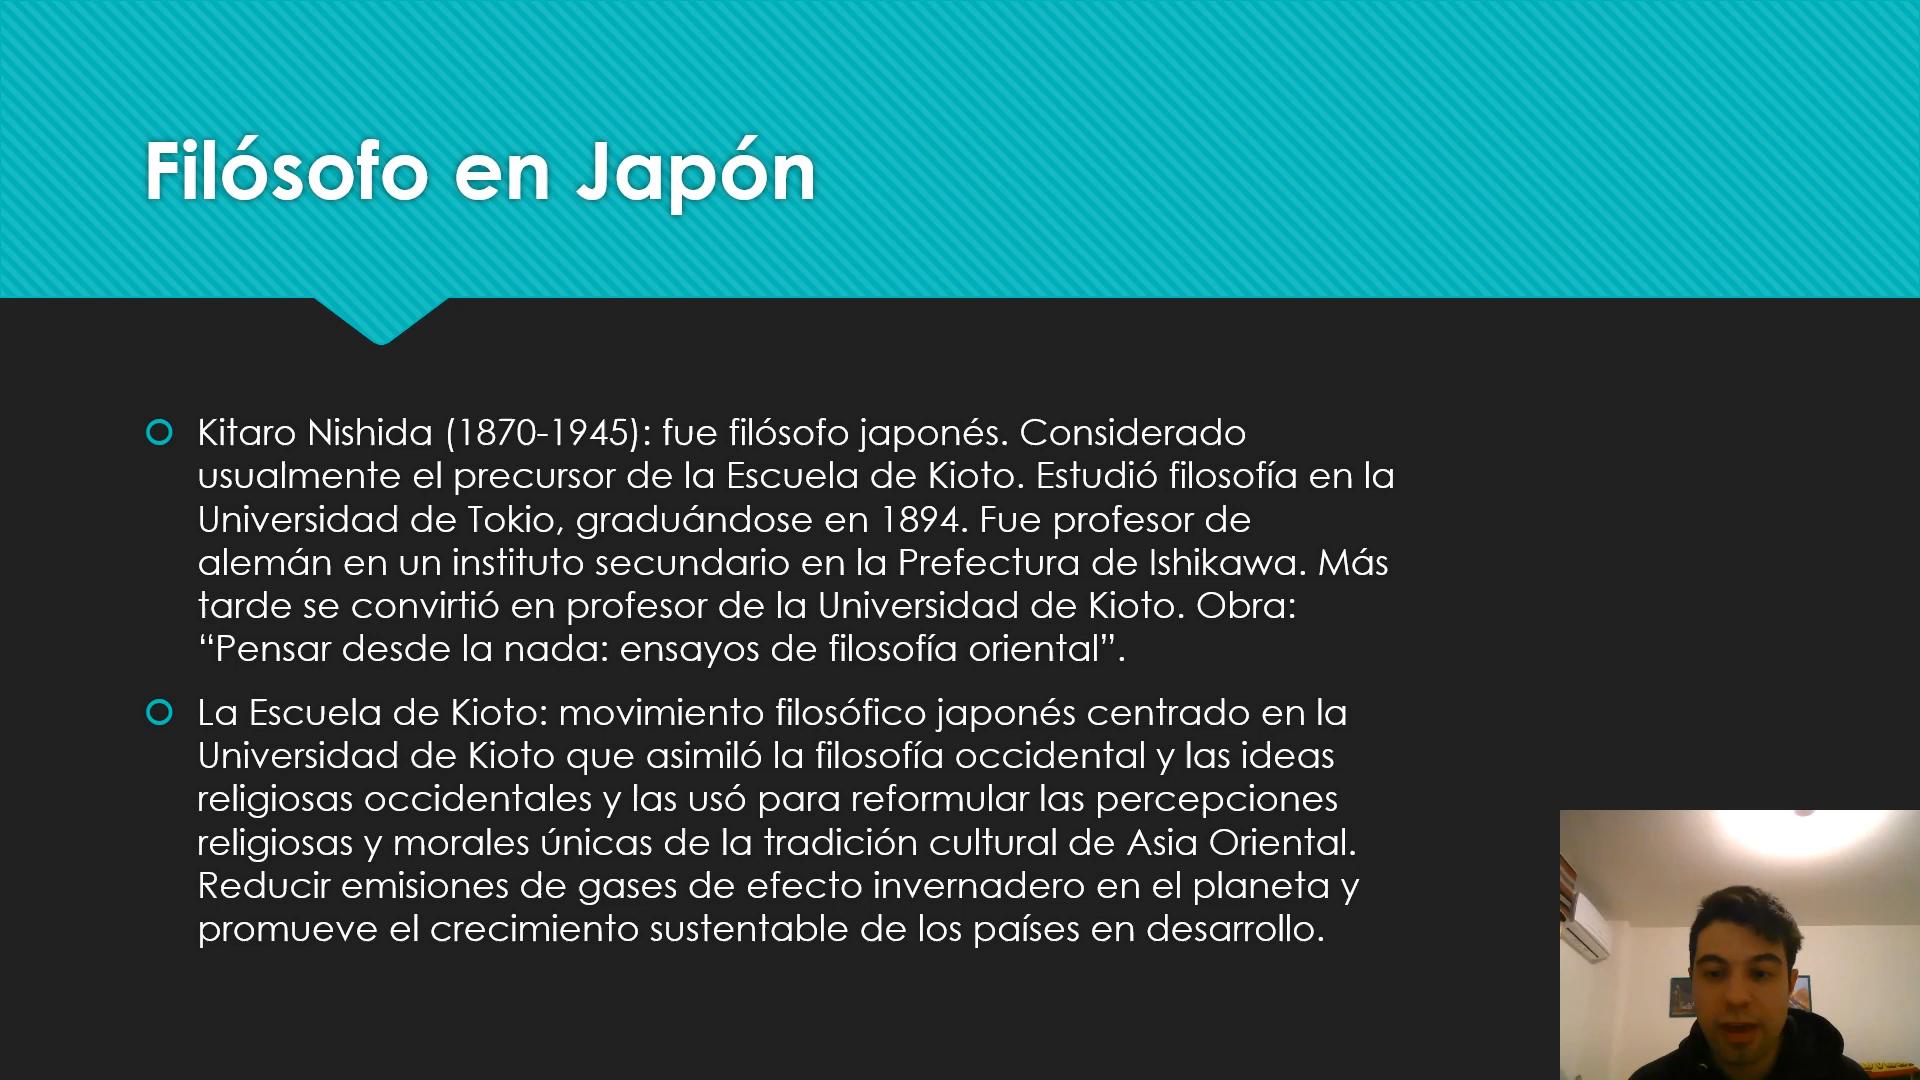 Filósofo en Japón
Kitaro Nishida (1870-1945): fue filósofo japonés. Considerado
usualmente el precursor de la Escuela de Kioto. Estudió filosofía en la
Universidad de Tokio, graduándose en 1894. Fue profesor de
alemán en un instituto secundario en la Prefectura de Ishikawa. Más
tarde se convirtió en profesor de la Universidad de Kioto. Obra:
“Pensar desde la nada: ensayos de filosofía oriental”.
La Escuela de Kioto: movimiento filosófico japonés centrado en la
Universidad de Kioto que asimiló la filosofía occidental y las ideas
religiosas occidentales y las usó para reformular las percepciones
religiosas y morales únicas de la tradición cultural de Asia Oriental.
Reducir emisiones de gases de efecto invernadero en el planeta y
promueve el crecimiento sustentable de los países en desarrollo.